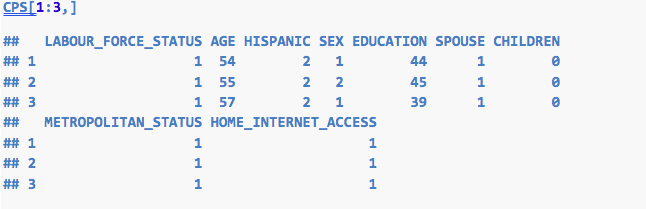 CPS[1:3,]
##   LABOUR_FORCE_STATUS AGE HISPANIC SEX EDUCATION SPOUSE CHILDREN
## 1                   1  54        2   1        44      1        0
## 2                   1  55        2   2        45      1        0
## 3                   1  57        2   1        39      1        0
##   METROPOLITAN_STATUS HOME_INTERNET_ACCESS
## 1                   1                    1
## 2                   1                    1
## 3                   1                    1